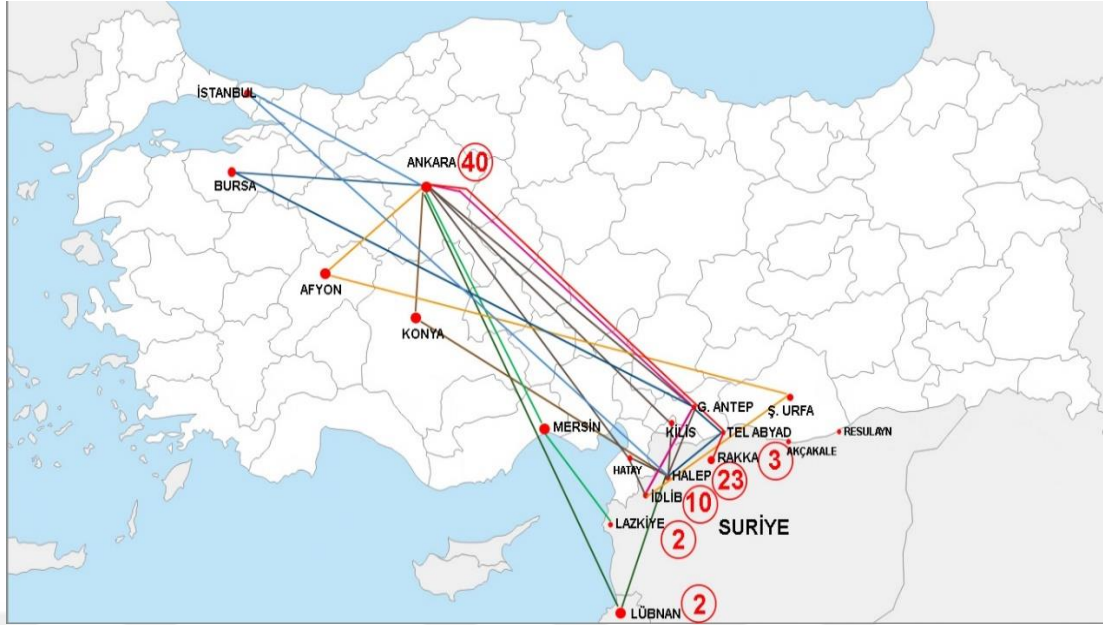 İSTANBUL
ANKARA 40
BURSA
AFYON
KONYA
G. ANTEP
Ş. URFA
KİLİS
MERSİN
TEL ABYAD
RESULAYN
AKÇAKALE
HATAY
RAKKA 3
HALEP 23
İDLİB 10
LAZKİYE 2
SURİYE
LÜBNAN 2